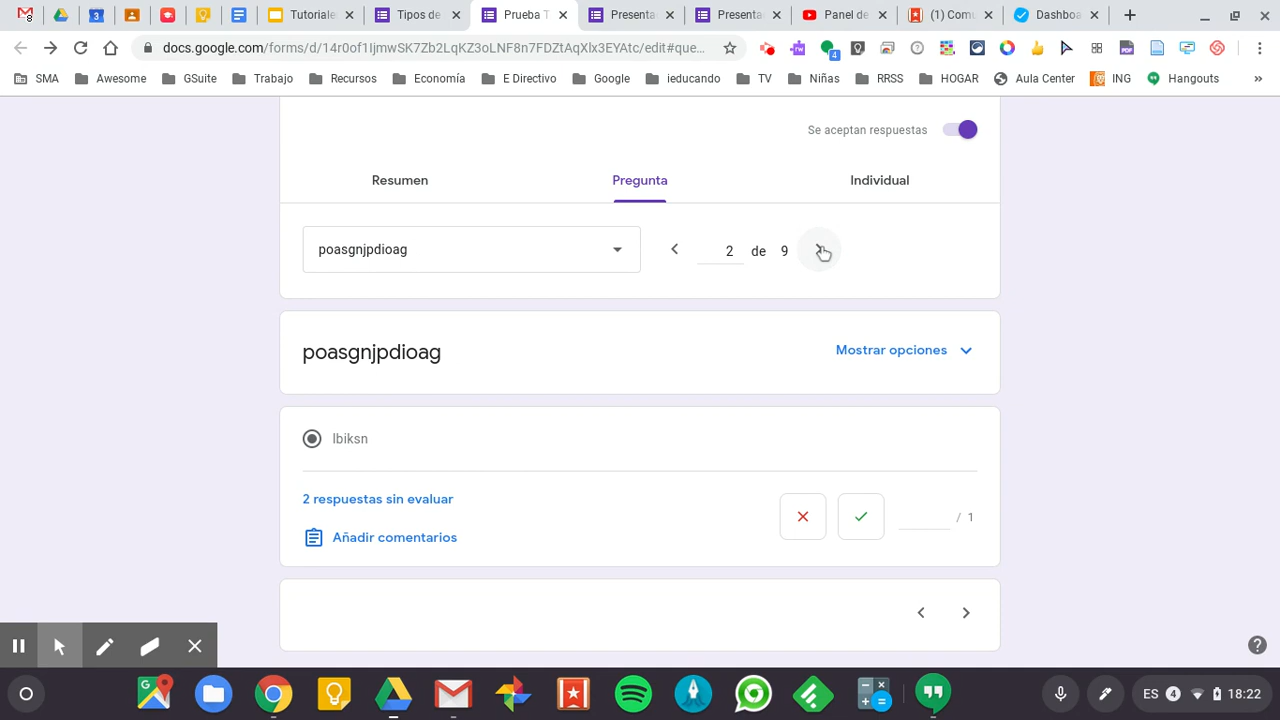 Tutoriale
Tipos de
Prueba T
Presenta
Present
Panel de
(1) Com
Dashboa
docs.google.com/forms/d/14r0of1IjmwSK7Zb2LqKZ3oLNF8n7FDZtAqXlx3EYAtc/edit#que...
4
SMA
Awesome
GSuite
Trabajo
Recursos
Economía
E Directivo
Google
ieducando
TV
Niñas
RRSS
HOGAR
Aula Center
ING
Hangouts
»
Se aceptan respuestas
Resumen
Pregunta
Individual
poasgnjpdioag
2 de 9
poasgnjpdioag
Mostrar opciones
lbiksn
2 respuestas sin evaluar
/ 1
Añadir comentarios
ES 4 18:22